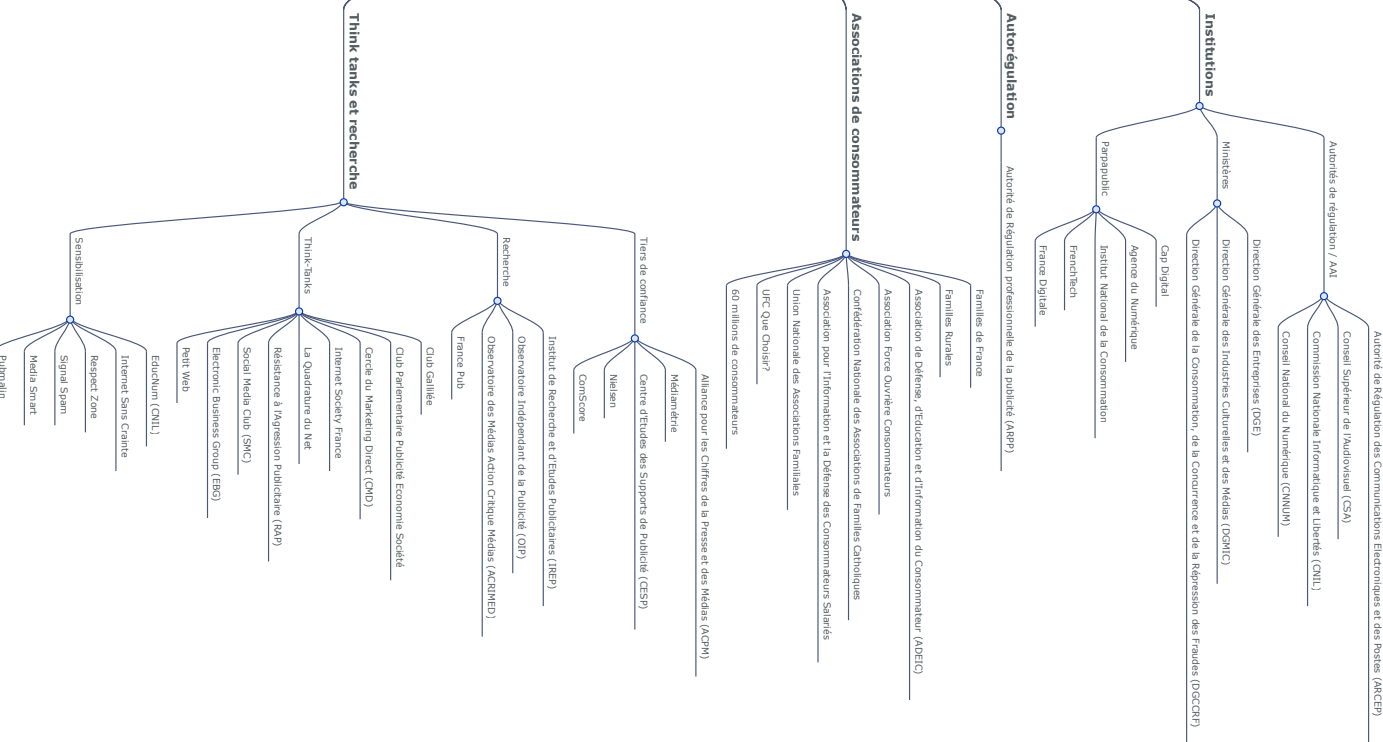 Institutions
Autorités de régulation / AAI
Autorité de Régulation des Communications Electroniques et des Postes (ARCEP)
Conseil Supérieur de l'Audiovisuel (CSA)
Commission Nationale Informatique et Libertés (CNIL)
Conseil National du Numérique (CNNUM)
Ministères
Direction Générale des Entreprises (DGE)
Direction Générale des Industries Culturelles et des Médias (DGMIC)
Direction Générale de la Consommation, de la Concurrence et de la Répression des Fraudes (DGCCRF)
Parpapublic
Cap Digital
Agence du Numérique
Institut National de la Consommation
FrenchTech
France Digitale
Autorégulation
Autorité de Régulation professionnelle de la publicité (ARPP)
Associations de consommateurs
Familles de France
Familles Rurales
Association de Défense, d'Education et d'Information du Consommateur (ADEIC)
Association Force Ouvrière Consommateurs
Confédération Nationale des Associations de Familles Catholiques
Association pour l'Information et la Défense des Consommateurs Salariés
Union Nationale des Associations Familiales
UFC Que Choisir?
60 millions de consommateurs
Think tanks et recherche
Tiers de confiance
Alliance pour les Chiffres de la Presse et des Médias (ACPM)
Médiamétrie
Centre d'Etudes des Supports de Publicité (CESP)
Nielsen
ComScore
Recherche
Institut de Recherche et d'Etudes Publicitaires (IREP)
Observatoire Indépendant de la Publicité (OIP)
Observatoire des Médias Action Critique Médias (ACRIMED)
France Pub
Think-Tanks
Club Galilée
Club Parlementaire Publicité Economie Société
Cercle du Marketing Direct (CMD)
Internet Society France
La Quadrature du Net
Résistance à l'Agression Publicitaire (RAP)
Social Media Club (SMC)
Electronic Business Group (EBG)
Petit Web
Sensibilisation
EducNum (CNIL)
Internet Sans Crainte
Respect Zone
Signal Spam
Media Smart
Pubmalin